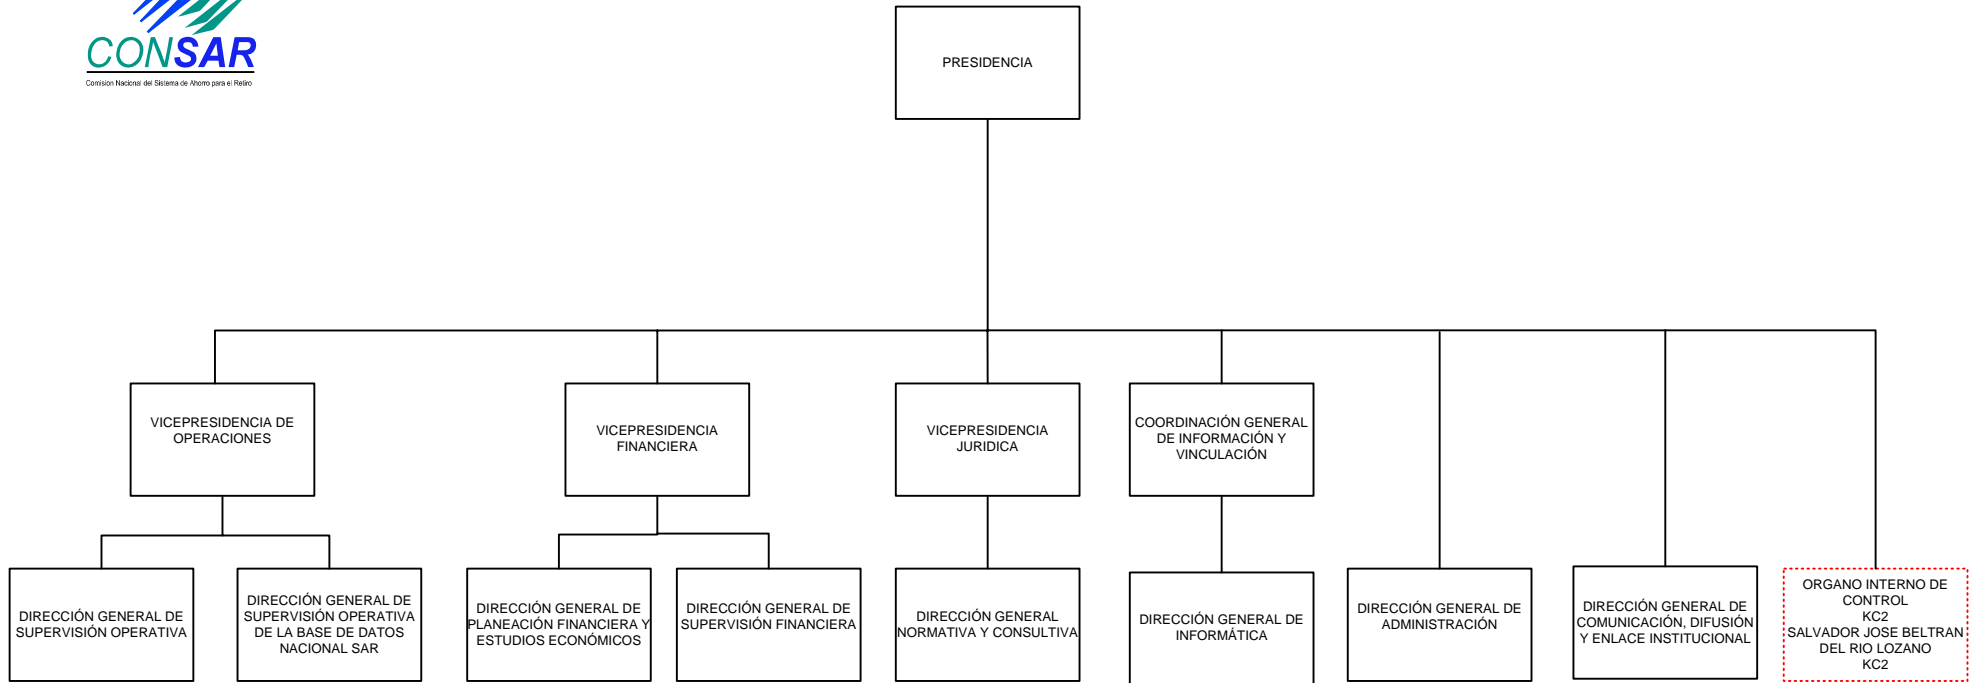 CONSAR
Comision Nacional del Sistema de Ahorro para el Retiro
PRESIDENCIA
VICEPRESIDENCIA DE
OPERACIONES
VICEPRESIDENCIA
FINANCIERA
VICEPRESIDENCIA
JURIDICA
COORDINACIÓN GENERAL
DE INFORMACIÓN Y
VINCULACIÓN
DIRECCIÓN GENERAL DE
SUPERVISIÓN OPERATIVA
DIRECCIÓN GENERAL DE
SUPERVISIÓN OPERATIVA
DE LA BASE DE DATOS
NACIONAL SAR
DIRECCIÓN GENERAL DE
PLANEACIÓN FINANCIERA Y
ESTUDIOS ECONÓMICOS
DIRECCIÓN GENERAL DE
SUPERVISIÓN FINANCIERA
DIRECCIÓN GENERAL
NORMATIVA Y CONSULTIVA
DIRECCIÓN GENERAL DE
INFORMÁTICA
DIRECCIÓN GENERAL DE
ADMINISTRACIÓN
DIRECCIÓN GENERAL DE
COMUNICACIÓN, DIFUSIÓN
Y ENLACE INSTITUCIONAL
ORGANO INTERNO DE
CONTROL
KC2
SALVADOR JOSE BELTRAN
DEL RIO LOZANO
KC2